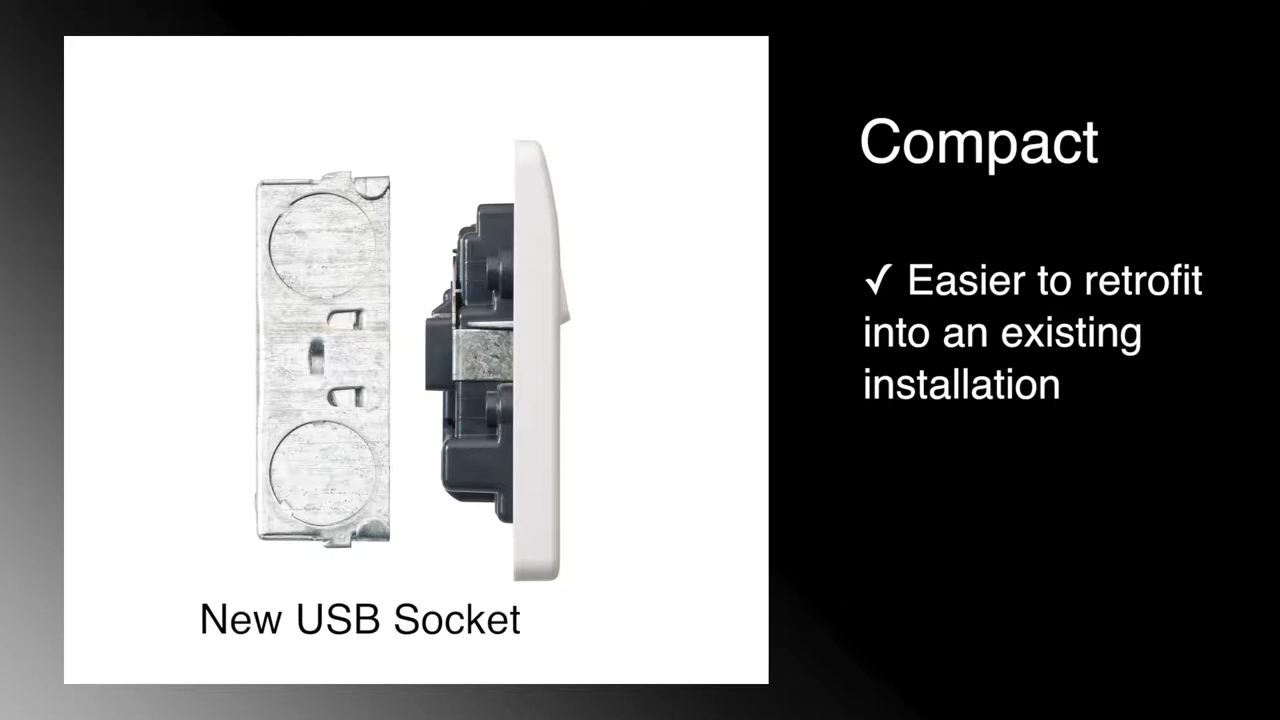 Compact
✓ Easier to retrofit
into an existing
installation
New USB Socket